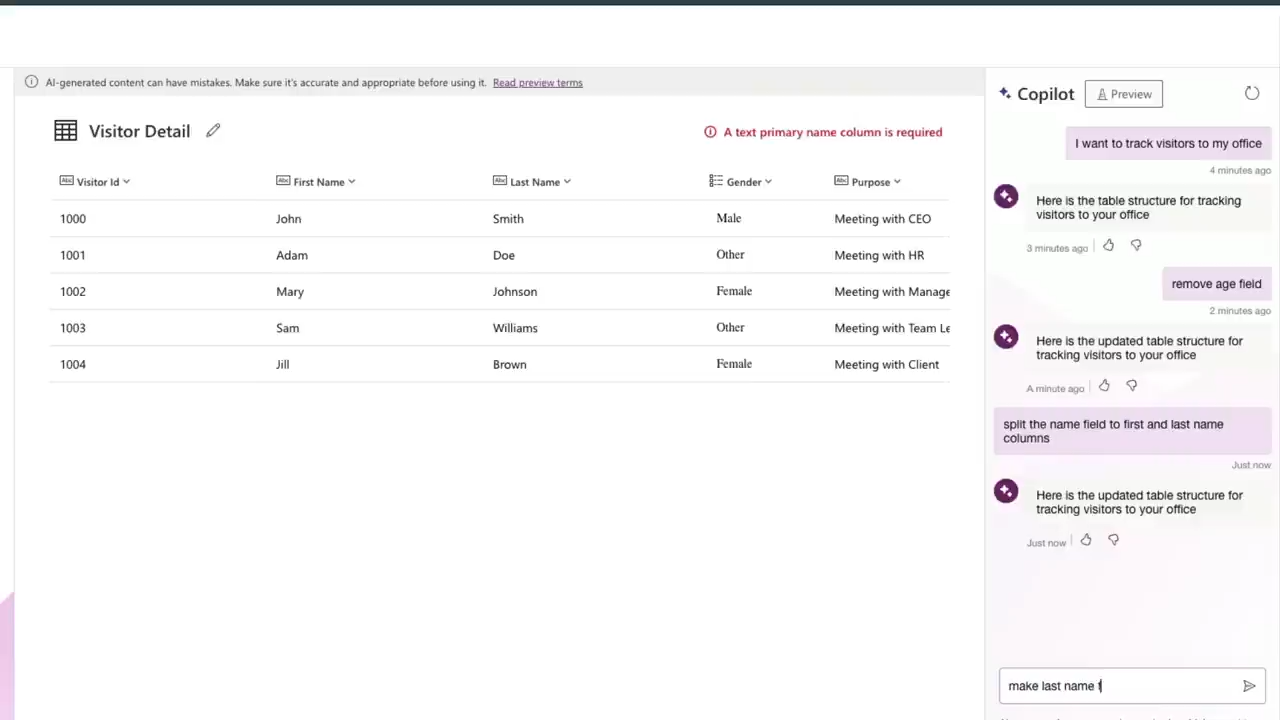 AI-generated content can have mistakes. Make sure it's accurate and appropriate before using it. Read preview terms
Visitor Detail
A text primary name column is required
Visitor Id First Name Last Name Gender Purpose
1000 John Smith Male Meeting with CEO
1001 Adam Doe Other Meeting with HR
1002 Mary Johnson Female Meeting with Manage
1003 Sam Williams Other Meeting with Team Le
1004 Jill Brown Female Meeting with Client
Copilot Preview
I want to track visitors to my office
4 minutes ago
Here is the table structure for tracking
visitors to your office
3 minutes ago
remove age field
2 minutes ago
Here is the updated table structure for
tracking visitors to your office
A minute ago
split the name field to first and last name
columns
Just now
Here is the updated table structure for
tracking visitors to your office
Just now
make last name t